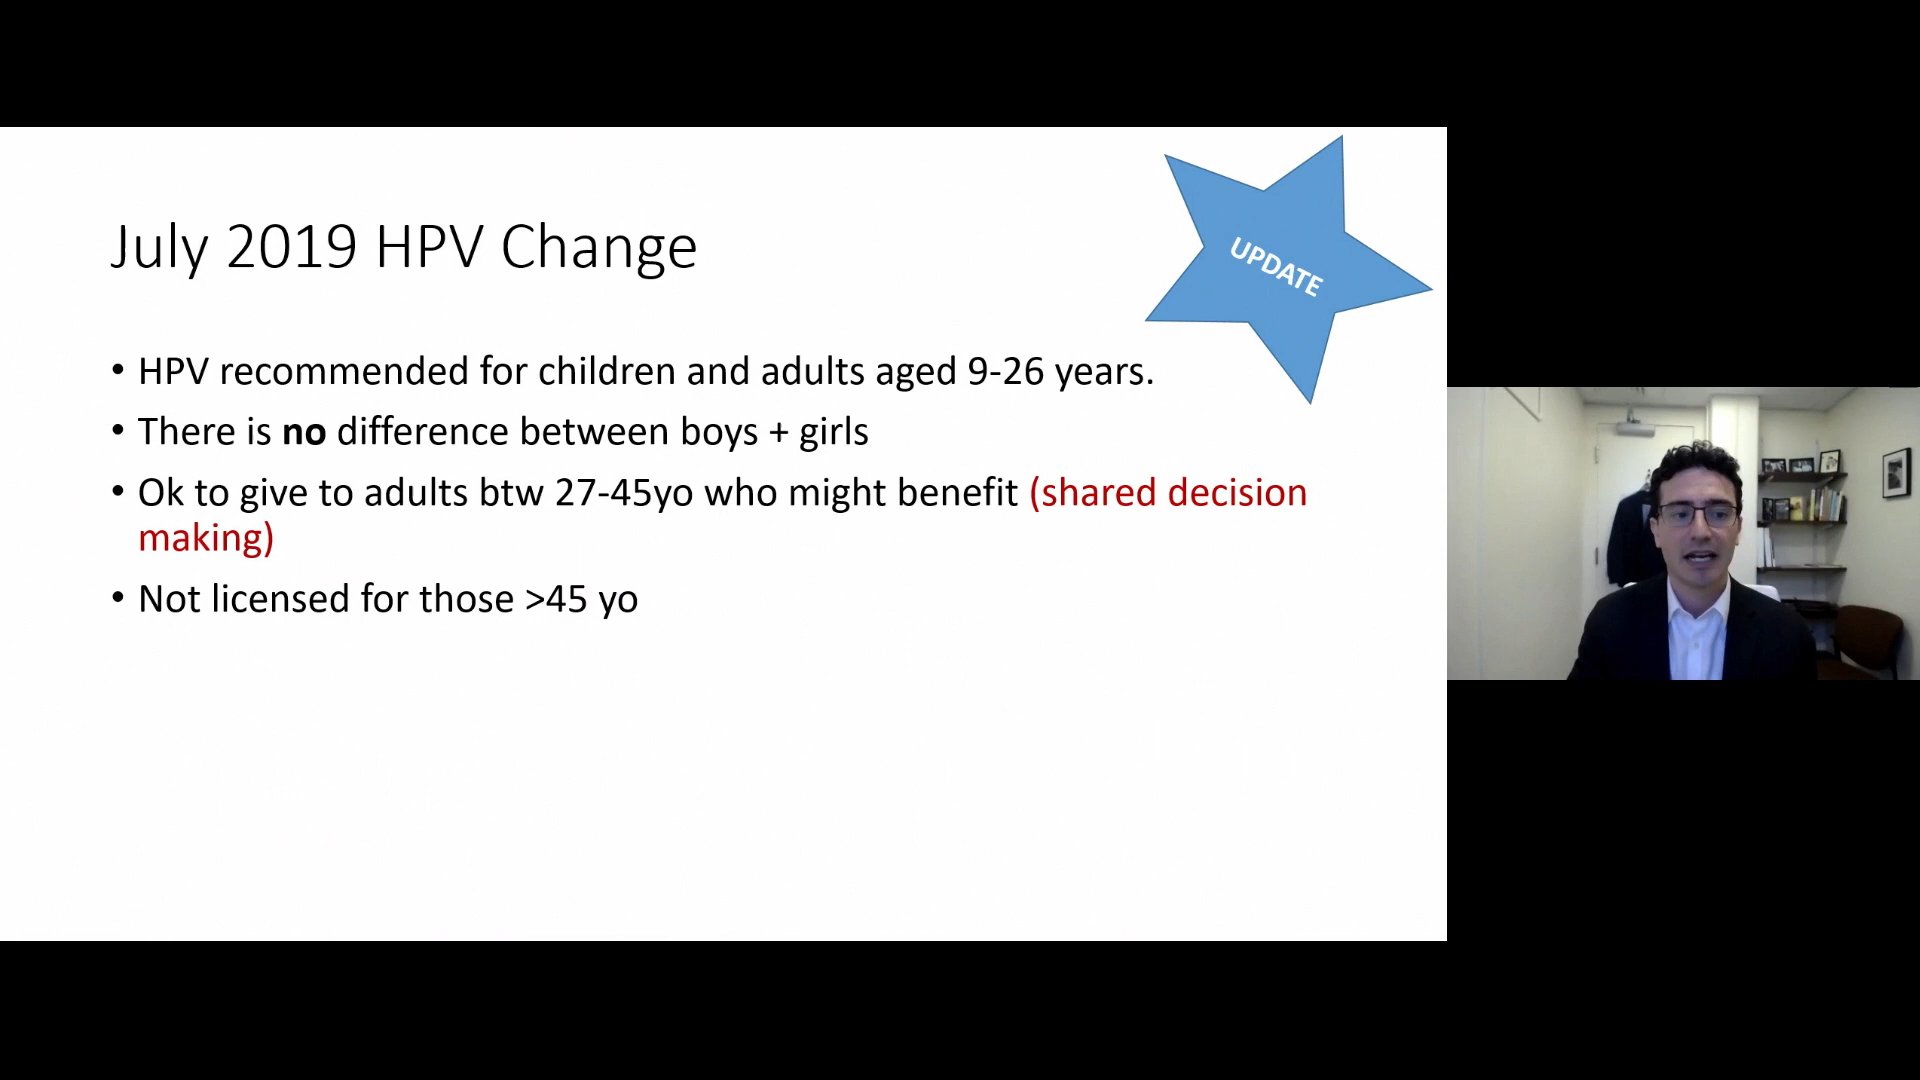 July 2019 HPV Change
UPDATE
• HPV recommended for children and adults aged 9-26 years.
• There is no difference between boys + girls
• Ok to give to adults btw 27-45yo who might benefit (shared decision
making)
• Not licensed for those >45 yo